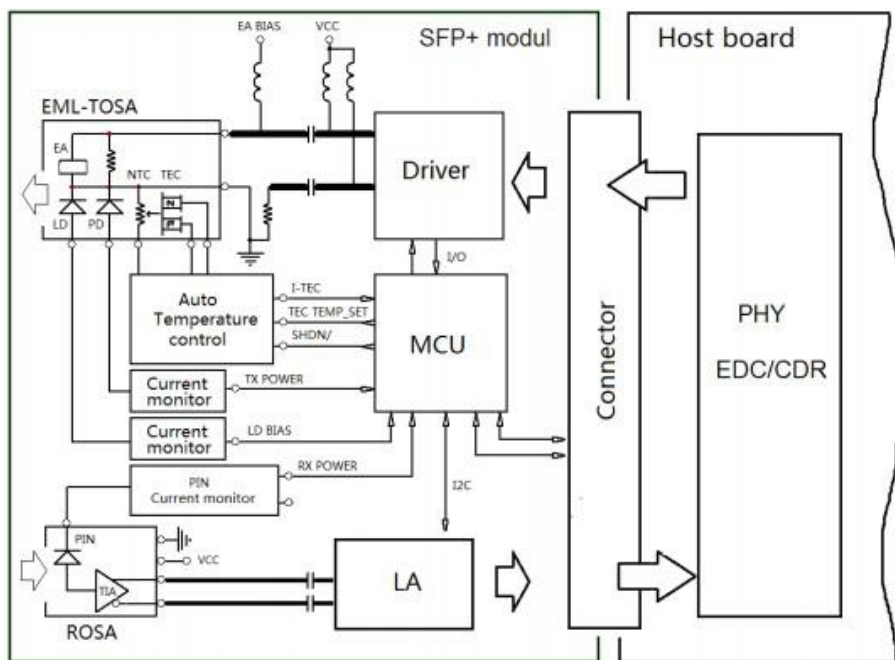 EA BIAS
VCC
SFP+ modul
Host board
EML-TOSA
EA
NTC TEC
N
P
LD
PD
Driver
I/O
Auto
Temperature
control
I-TEC
TEC TEMP_SET
SHDN/
MCU
Connector
PHY
EDC/CDR
Current
monitor
TX POWER
Current
monitor
LD BIAS
PIN
Current monitor
RX POWER
I2C
PIN
VCC
TIA
LA
ROSA